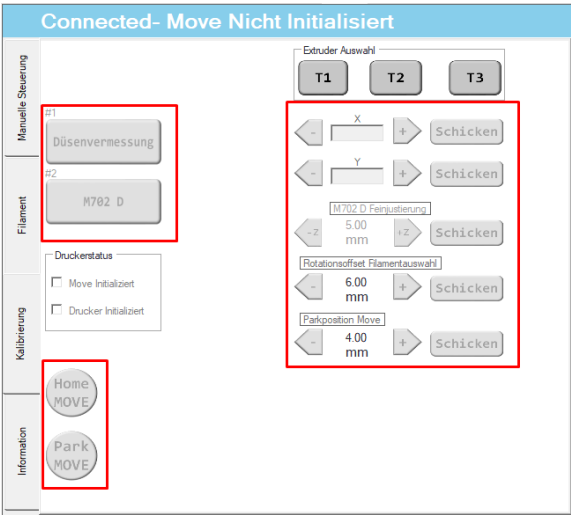 Connected- Move Nicht Initialisiert
Manuelle Steuerung
Filament
Kalibrierung
Information
#1
Düsenvermessung
#2
M702 D
Druckerstatus
Move Initializiert
Drucker Initializiert
Home
MOVE
Park
MOVE
Extruder Auswahl
T1
T2
T3
X
-
+
Schicken
Y
-
+
Schicken
M702 D Feinjustierung
-Z
5.00
mm
+Z
Schicken
Rotationsoffset Filamentauswahl
-
6.00
mm
+
Schicken
Parkposition Move
-
4.00
mm
+
Schicken